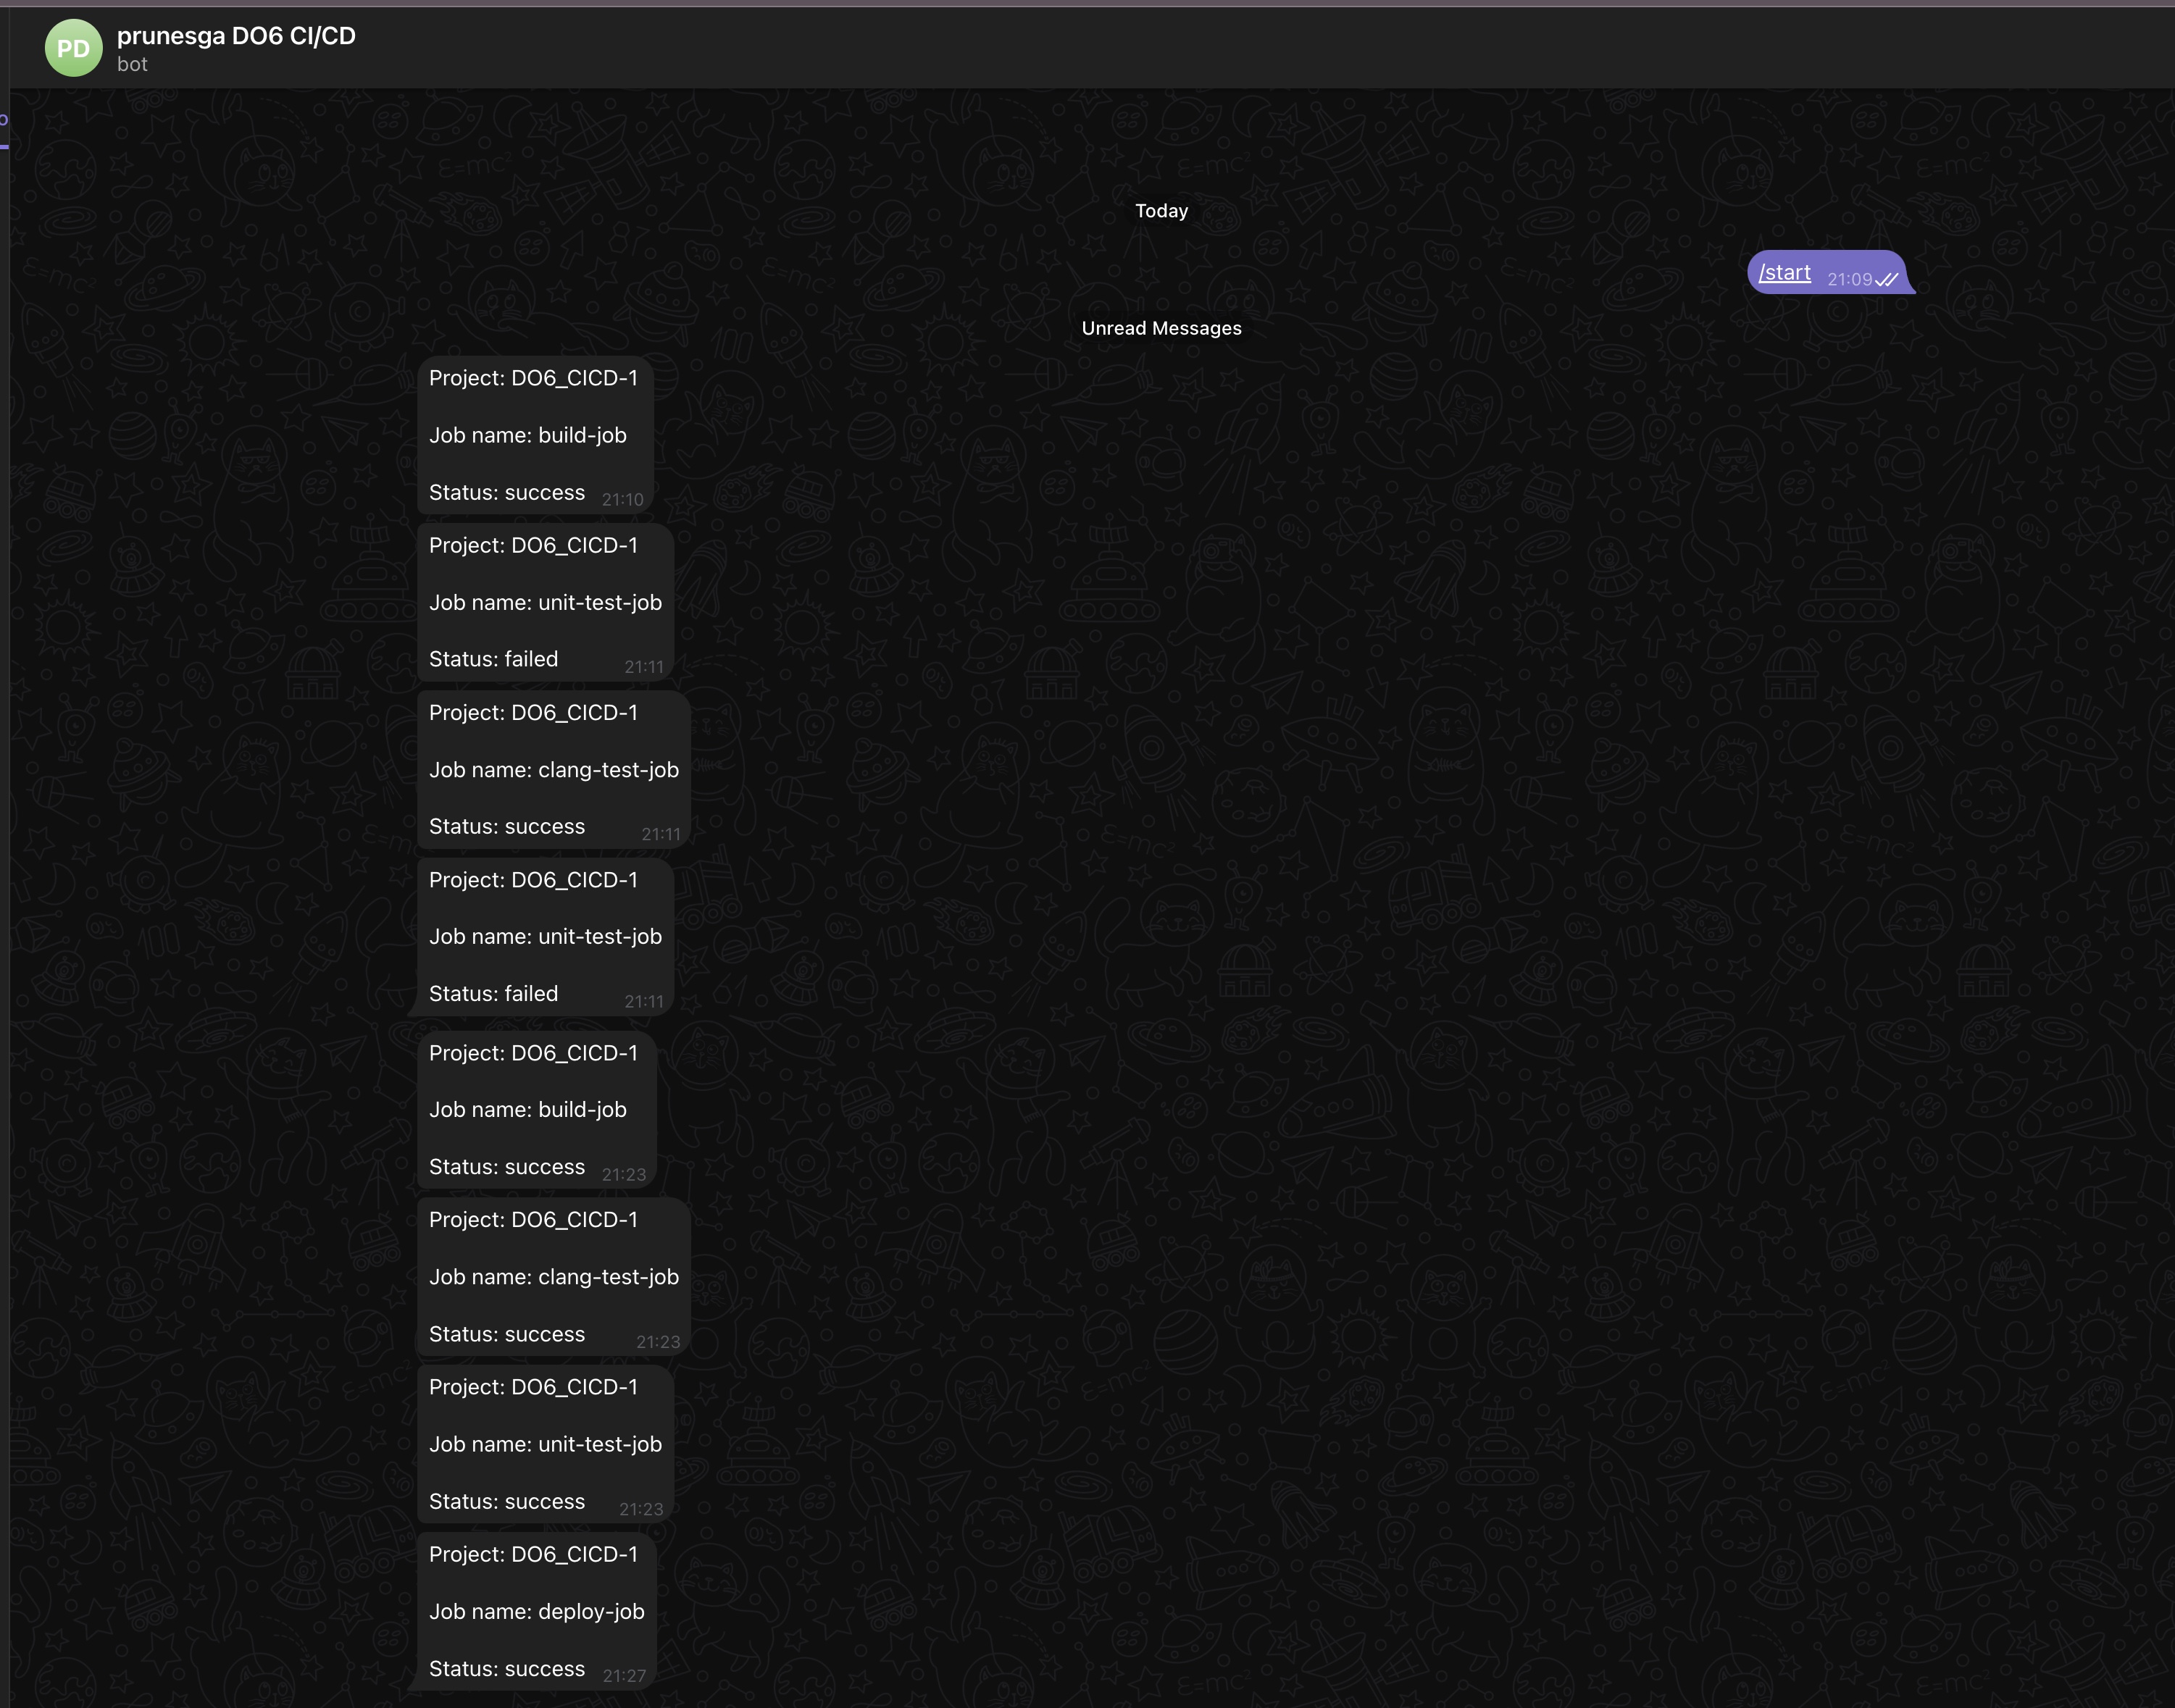 PD
prunesga DO6 CI/CD
bot
Today
/start 21:09
Unread Messages
Project: DO6_CICD-1
Job name: build-job
Status: success 21:10
Project: DO6_CICD-1
Job name: unit-test-job
Status: failed 21:11
Project: DO6_CICD-1
Job name: clang-test-job
Status: success 21:11
Project: DO6_CICD-1
Job name: unit-test-job
Status: failed 21:11
Project: DO6_CICD-1
Job name: build-job
Status: success 21:23
Project: DO6_CICD-1
Job name: clang-test-job
Status: success 21:23
Project: DO6_CICD-1
Job name: unit-test-job
Status: success 21:23
Project: DO6_CICD-1
Job name: deploy-job
Status: success 21:27